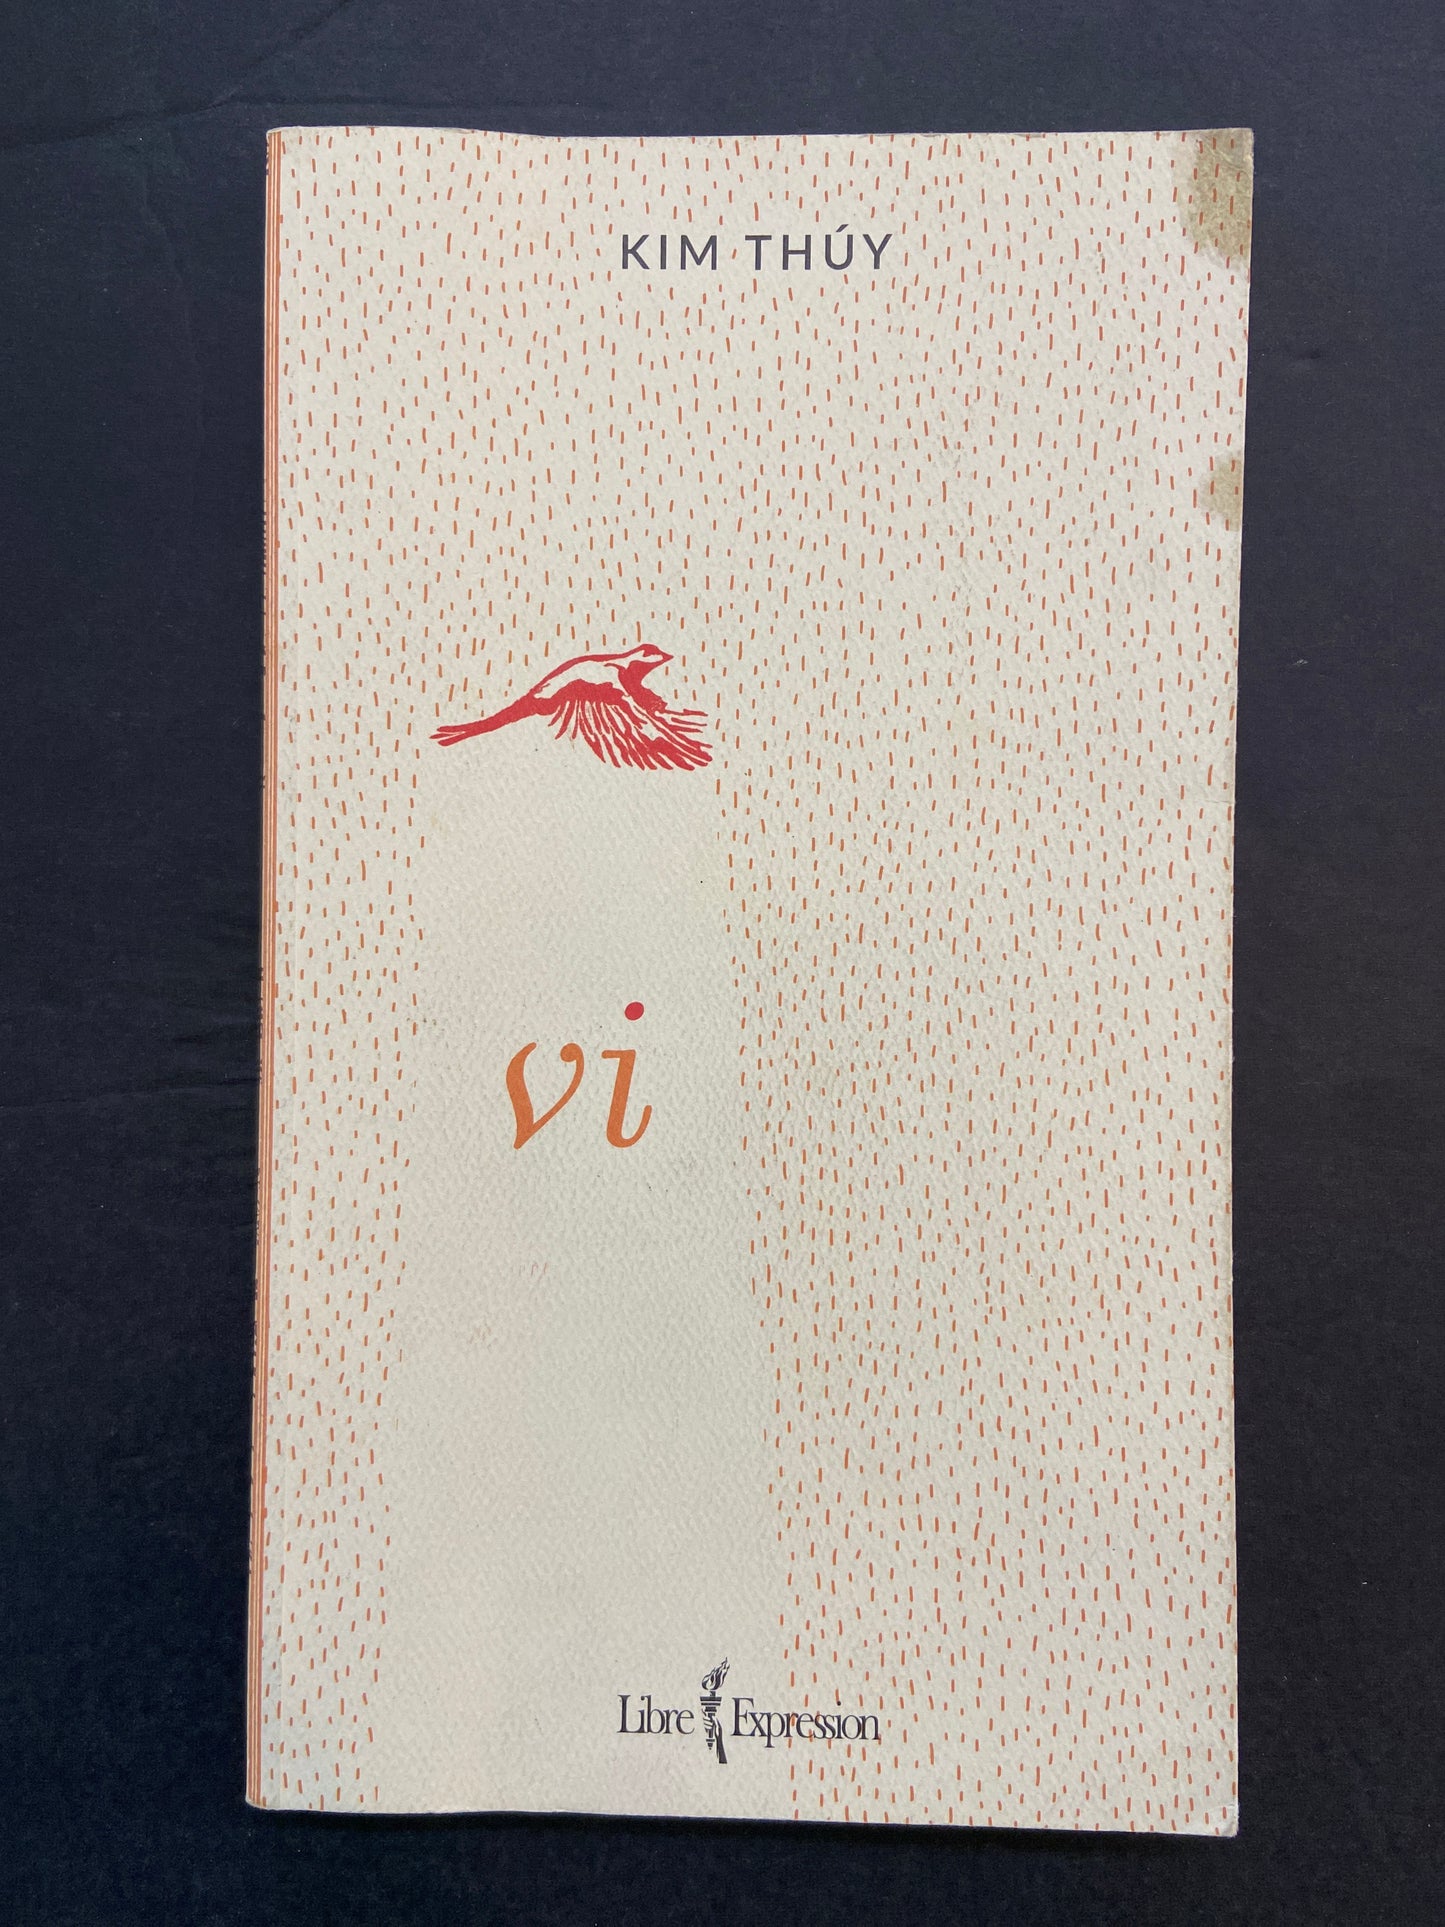 KIM THÚY
vi
Libre Expression